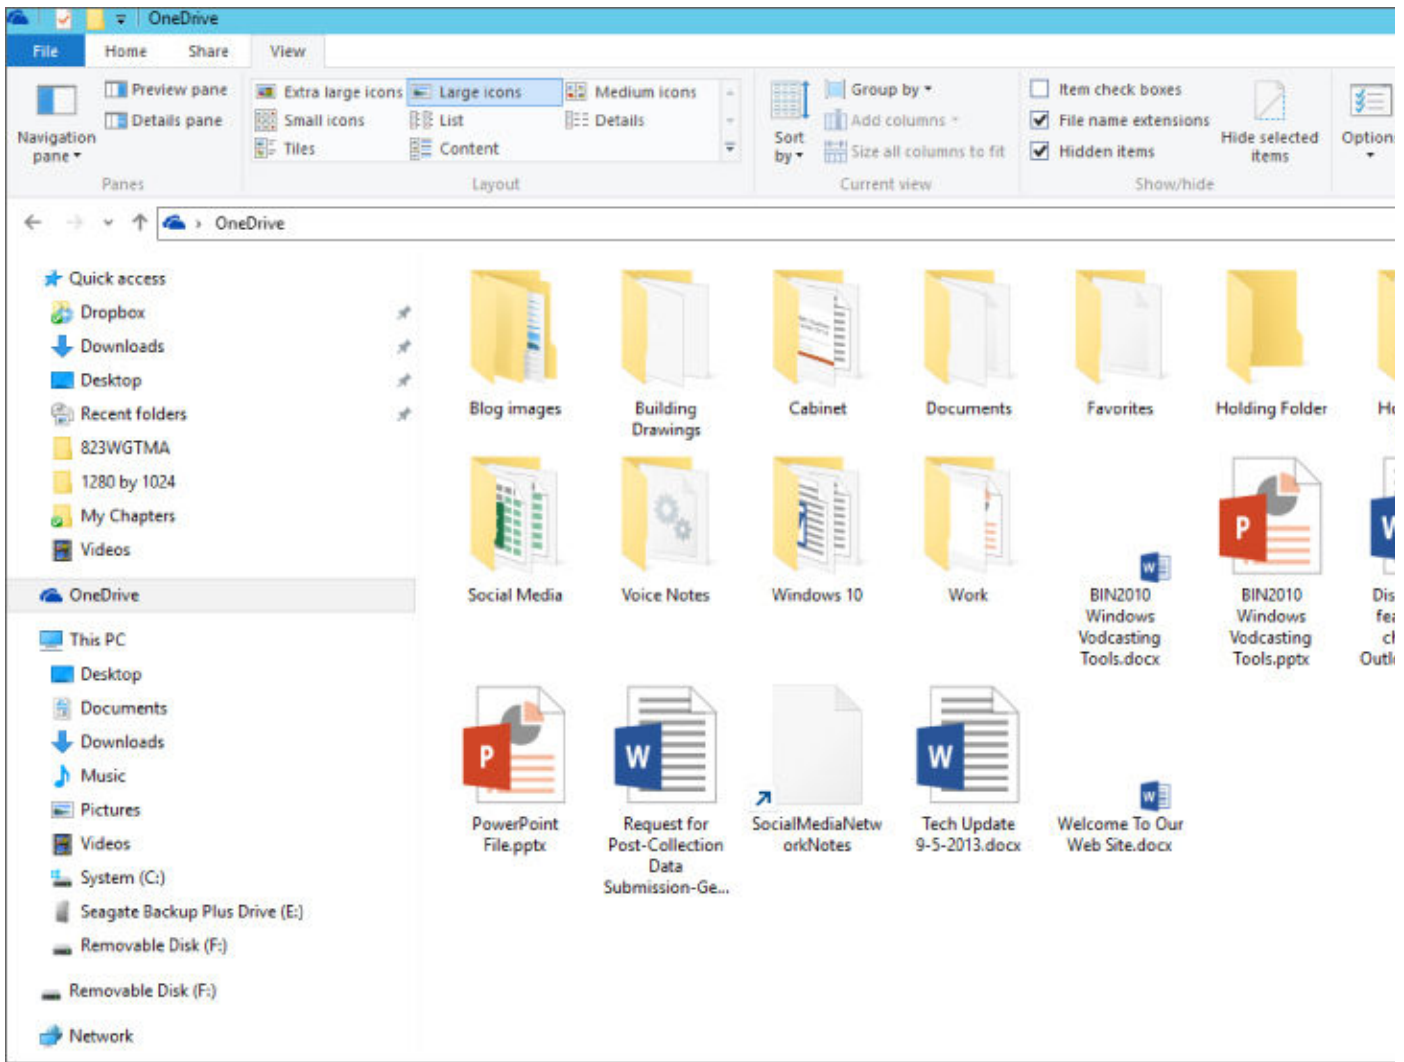 OneDrive
File Home Share View
Preview pane
Details pane
Navigation
pane
Panes
Extra large icons Large icons Medium icons
Small icons List Details
Tiles Content
Layout
Sort
by
Group by
Add columns
Size all columns to fit
Current view
Item check boxes
File name extensions
Hidden items
Hide selected
items
Show/hide
Option
OneDrive
Quick access
Dropbox
Downloads
Desktop
Recent folders
823WGTMA
1280 by 1024
My Chapters
Videos
OneDrive
This PC
Desktop
Documents
Downloads
Music
Pictures
Videos
System (C:)
Seagate Backup Plus Drive (E:)
Removable Disk (F:)
Removable Disk (F:)
Network
Blog images
Building
Drawings
Cabinet
Documents
Favorites
Holding Folder
Social Media
Voice Notes
Windows 10
Work
BIN2010
Windows
Vodcasting
Tools.docx
BIN2010
Windows
Vodcasting
Tools.pptx
PowerPoint
File.pptx
Request for
Post-Collection
Data
Submission-Ge...
SocialMediaNetw
orkNotes
Tech Update
9-5-2013.docx
Welcome To Our
Web Site.docx